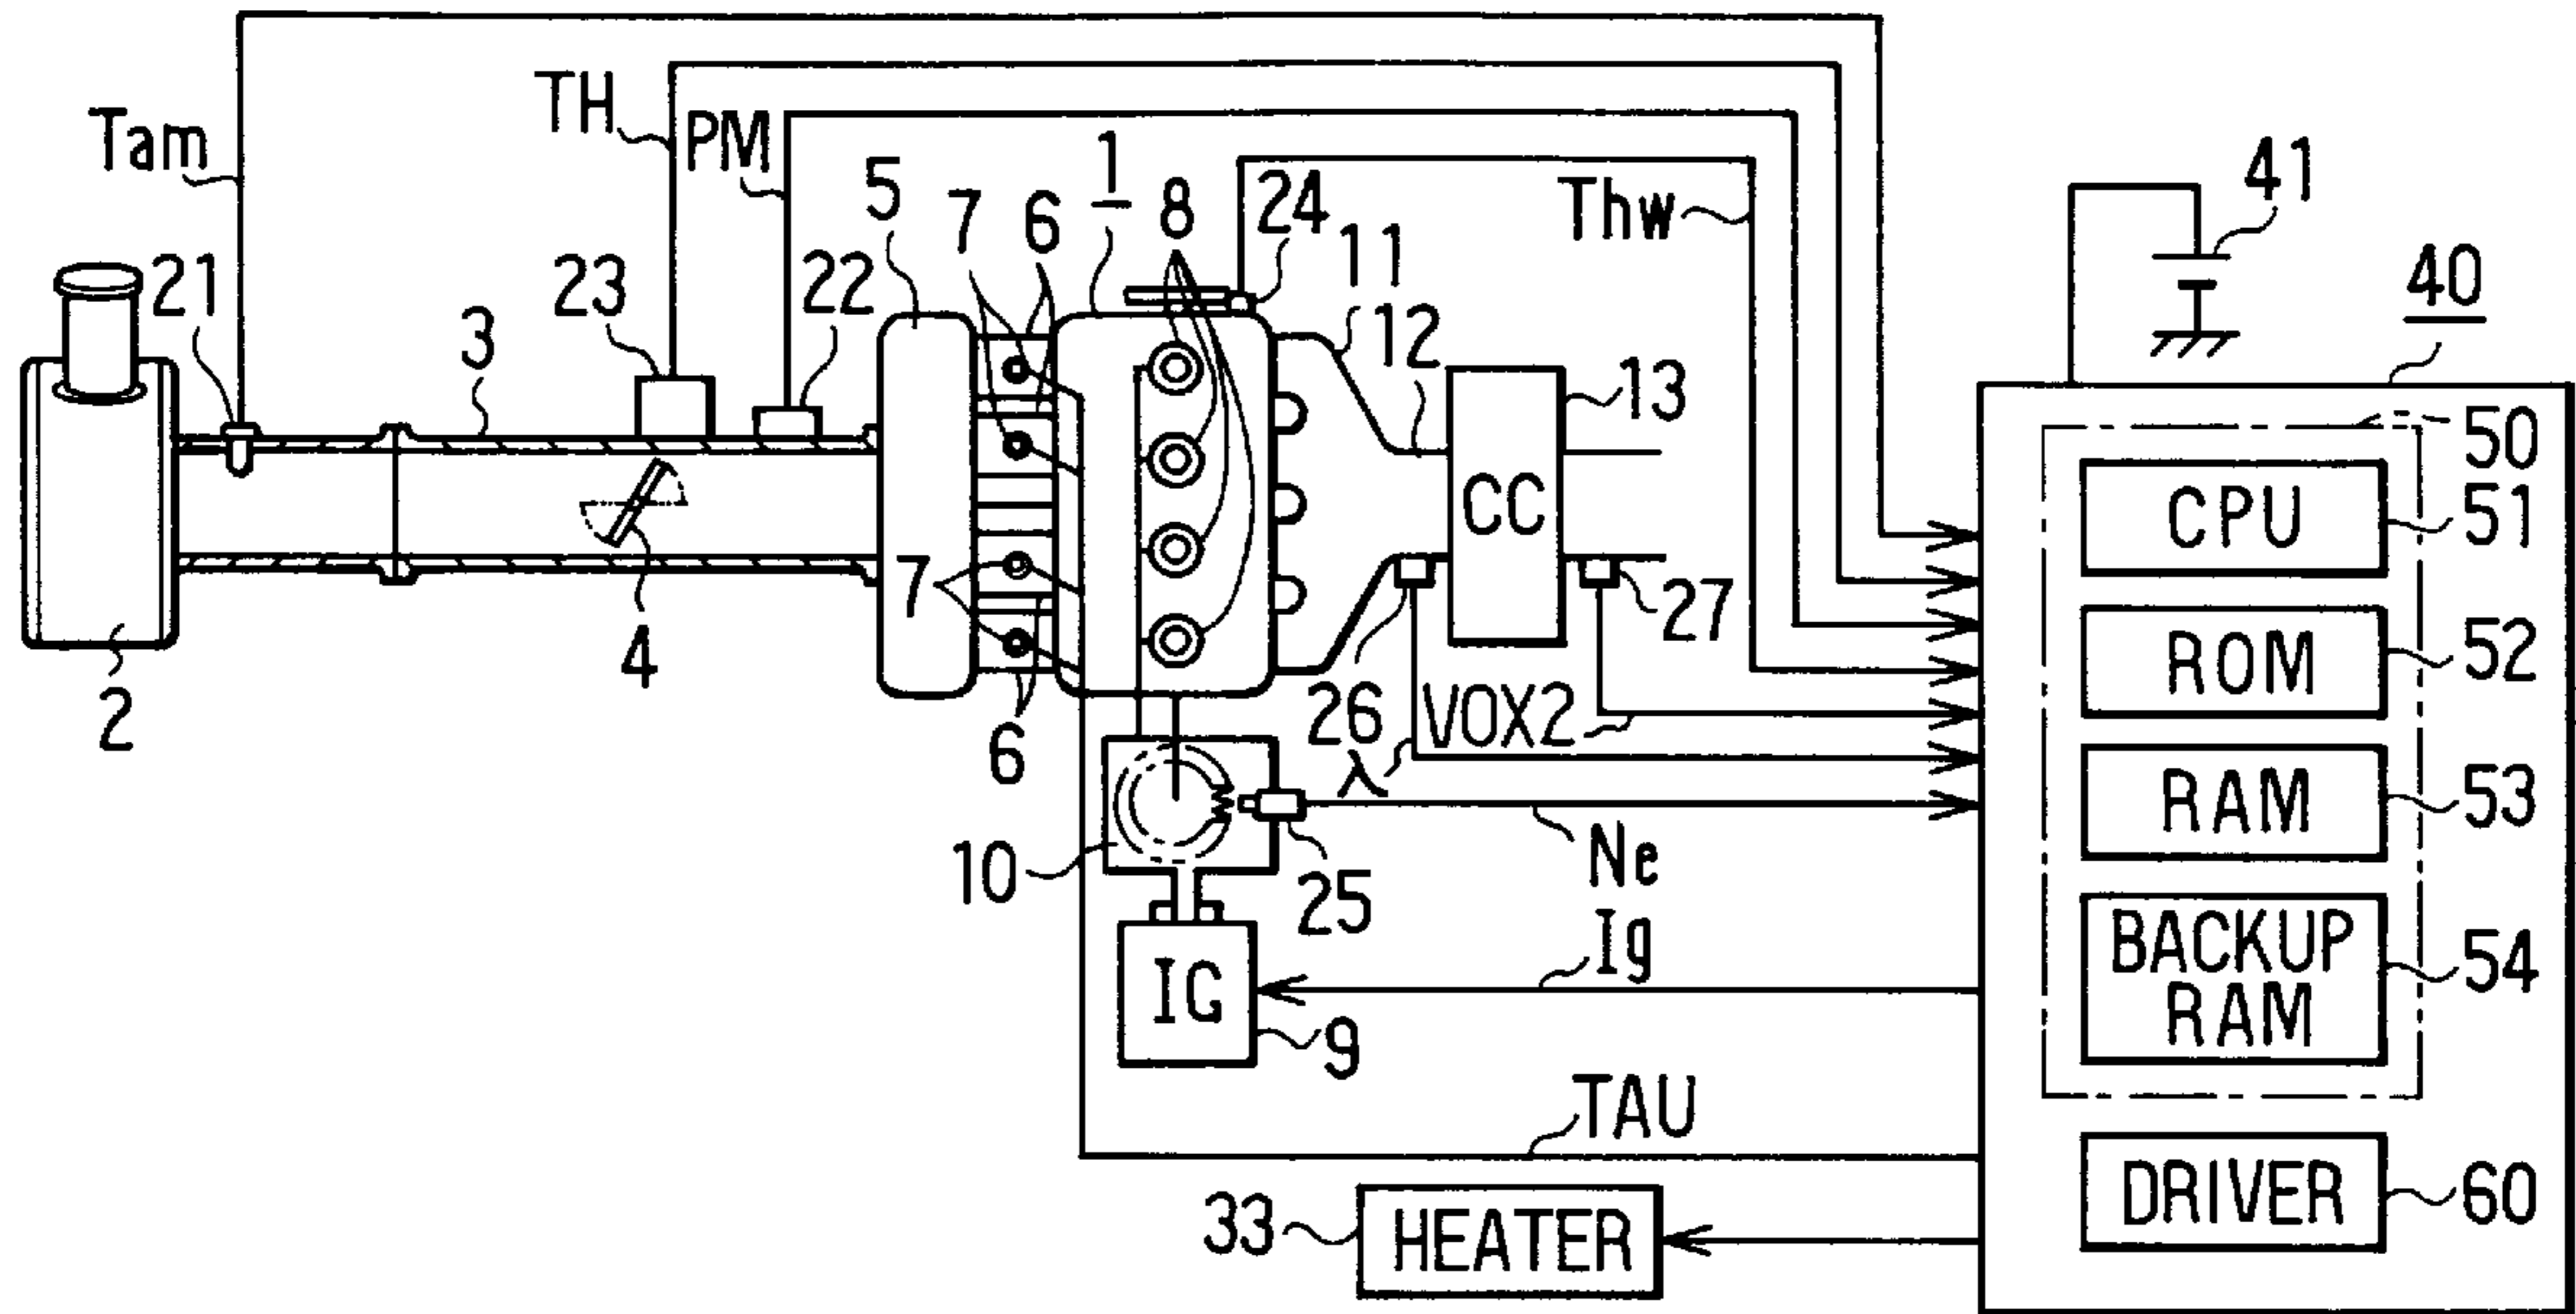 Tam
TH
PM
5
7
6
1
8
24
11
12
Thw
41
40
21
23
22
3
13
50
CC
CPU
51
7
4
27
2
6
26
λ
VOX2
ROM
52
RAM
53
10
25
Ne
Ig
IG
9
BACKUP
RAM
54
TAU
33
HEATER
DRIVER
60